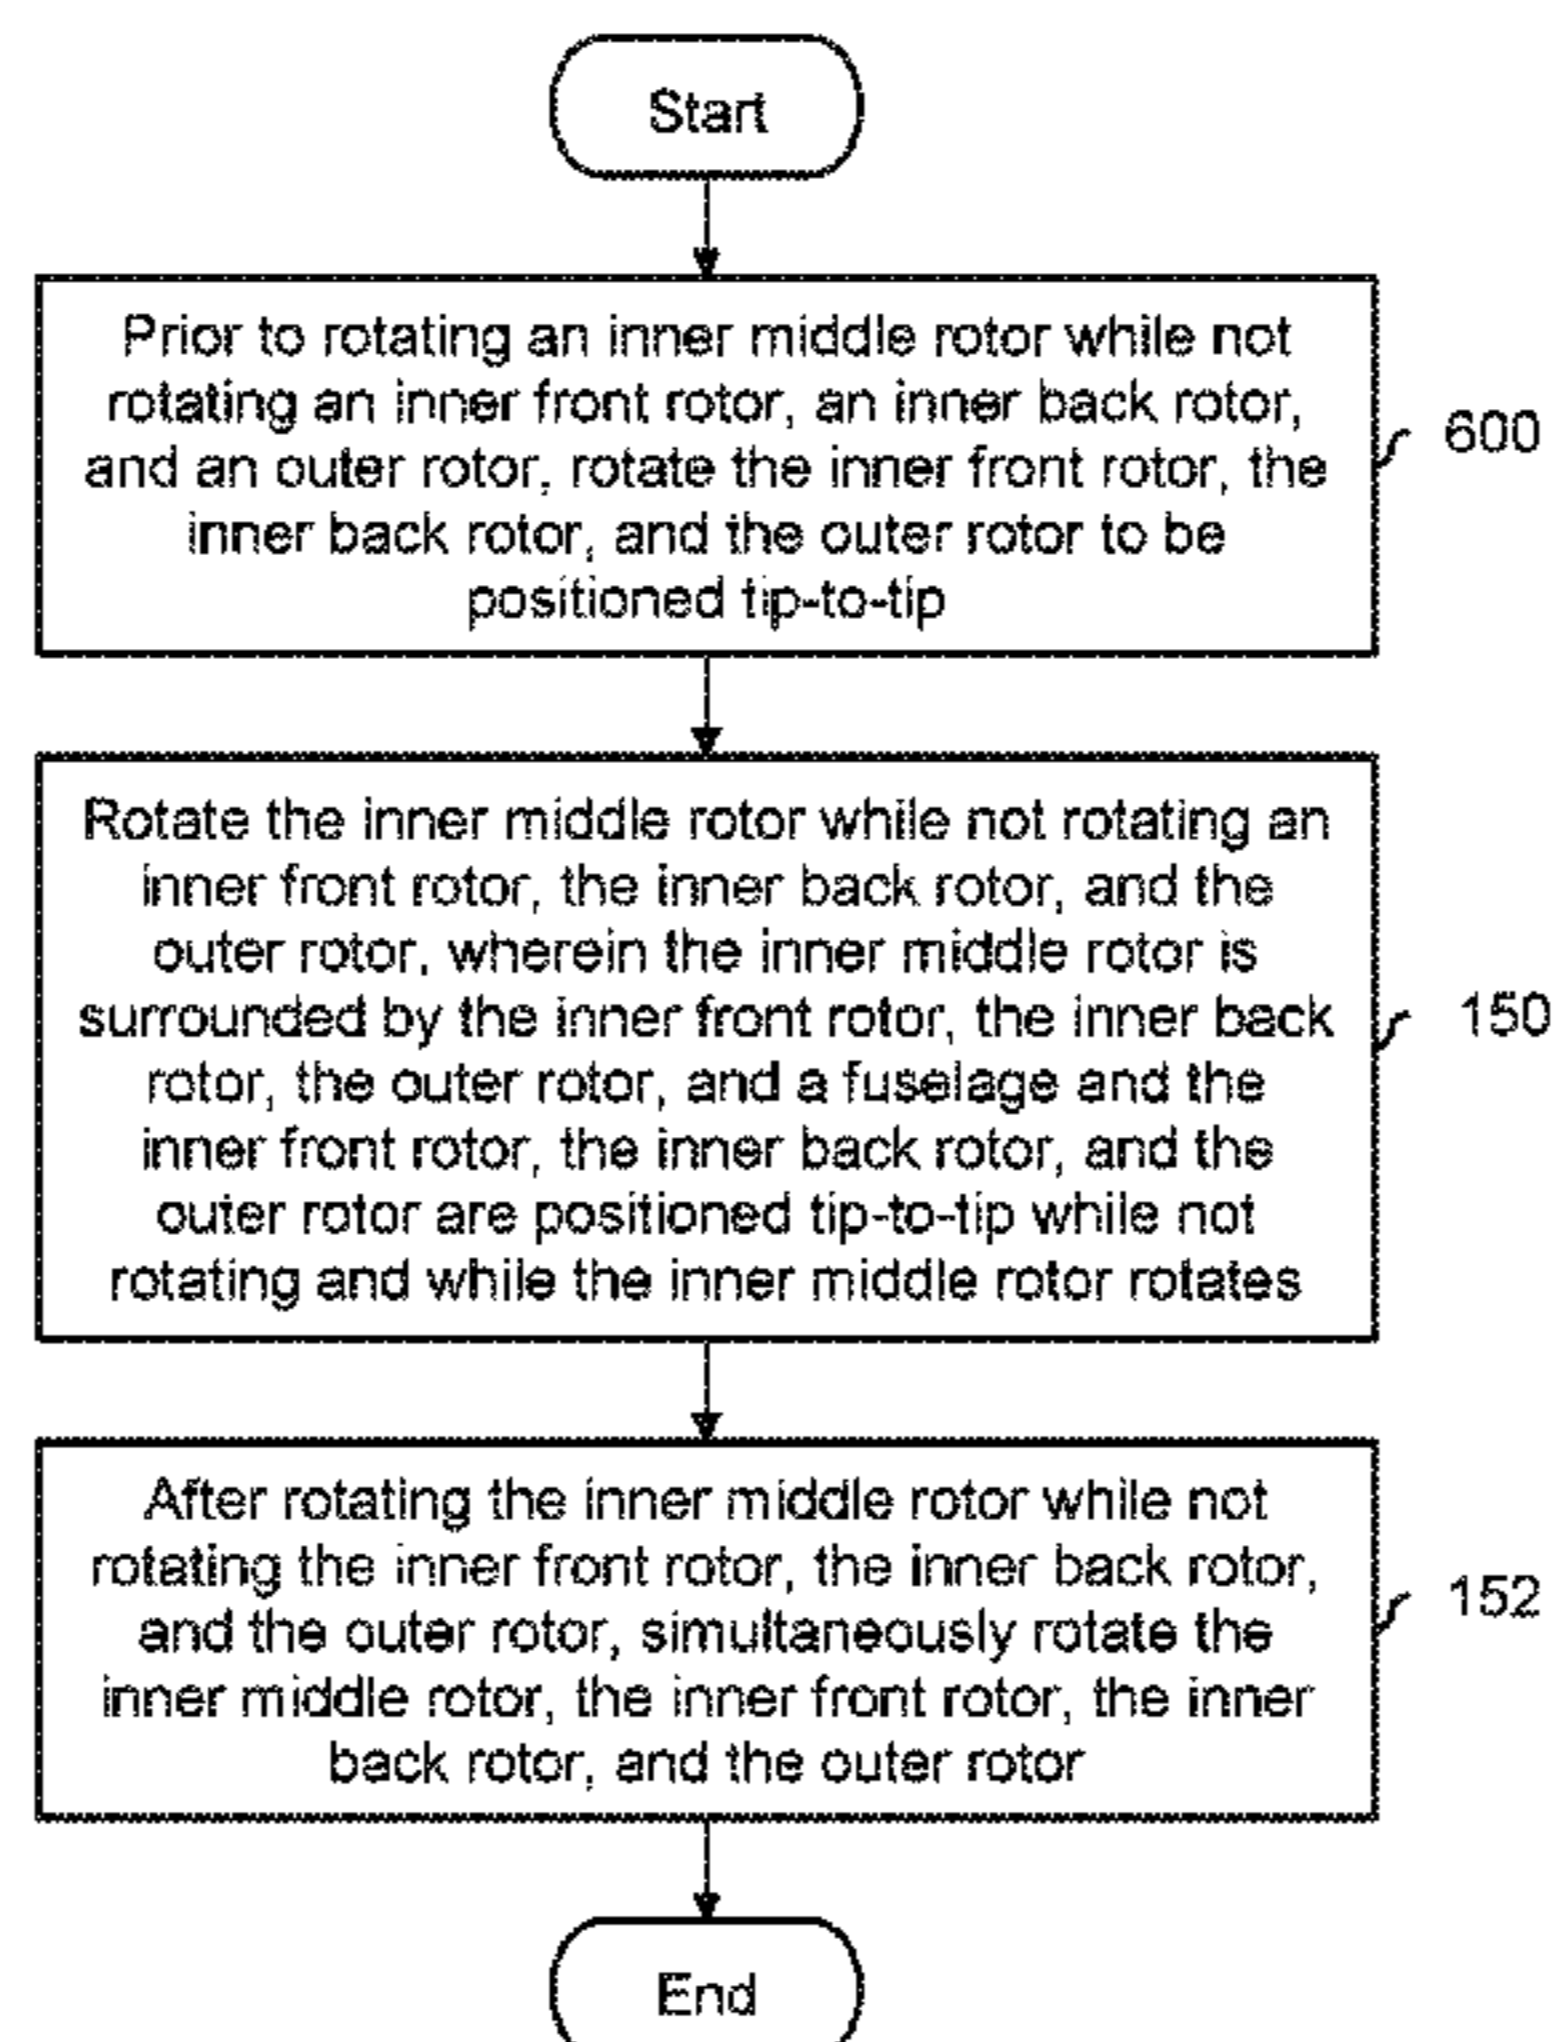 Start
Prior to rotating an inner middle rotor while not
rotating an inner front rotor, an inner back rotor,
and an outer rotor, rotate the inner front rotor, the
inner back rotor, and the outer rotor to be
positioned tip-to-tip
600
Rotate the inner middle rotor while not rotating an
inner front rotor, the inner back rotor, and the
outer rotor, wherein the inner middle rotor is
surrounded by the inner front rotor, the inner back
rotor, the outer rotor, and a fuselage and the
inner front rotor, the inner back rotor, and the
outer rotor are positioned tip-to-tip while not
rotating and while the inner middle rotor rotates
150
After rotating the inner middle rotor while not
rotating the inner front rotor, the inner back rotor,
and the outer rotor, simultaneously rotate the
inner middle rotor, the inner front rotor, the inner
back rotor, and the outer rotor
152
End